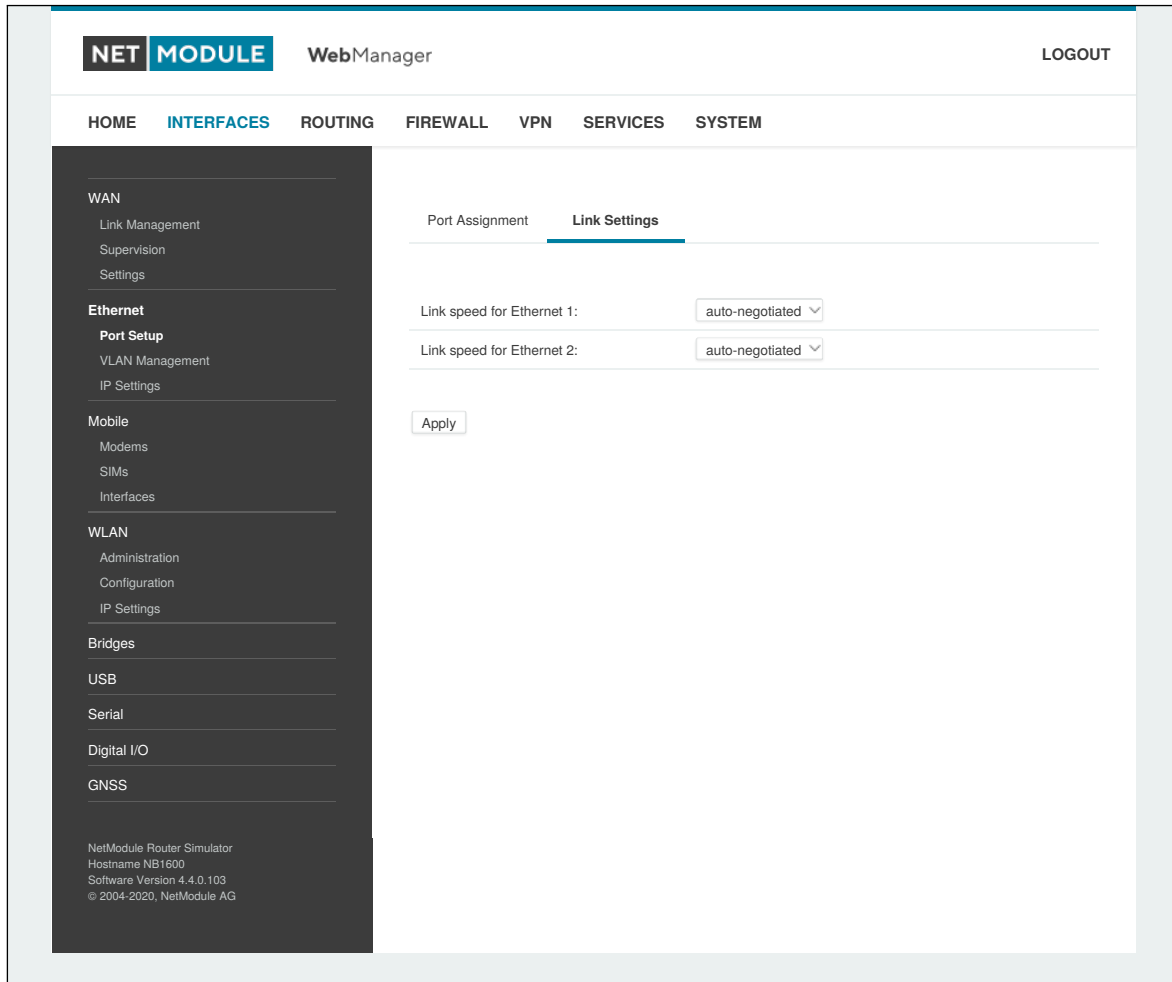 NET MODULE WebManager LOGOUT
HOME INTERFACES ROUTING FIREWALL VPN SERVICES SYSTEM
WAN
Link Management
Supervision
Settings
Ethernet
Port Setup
VLAN Management
IP Settings
Mobile
Modems
SIMs
Interfaces
WLAN
Administration
Configuration
IP Settings
Bridges
USB
Serial
Digital I/O
GNSS
NetModule Router Simulator
Hostname NB1600
Software Version 4.4.0.103
© 2004-2020, NetModule AG
Port Assignment Link Settings
Link speed for Ethernet 1: auto-negotiated
Link speed for Ethernet 2: auto-negotiated
Apply